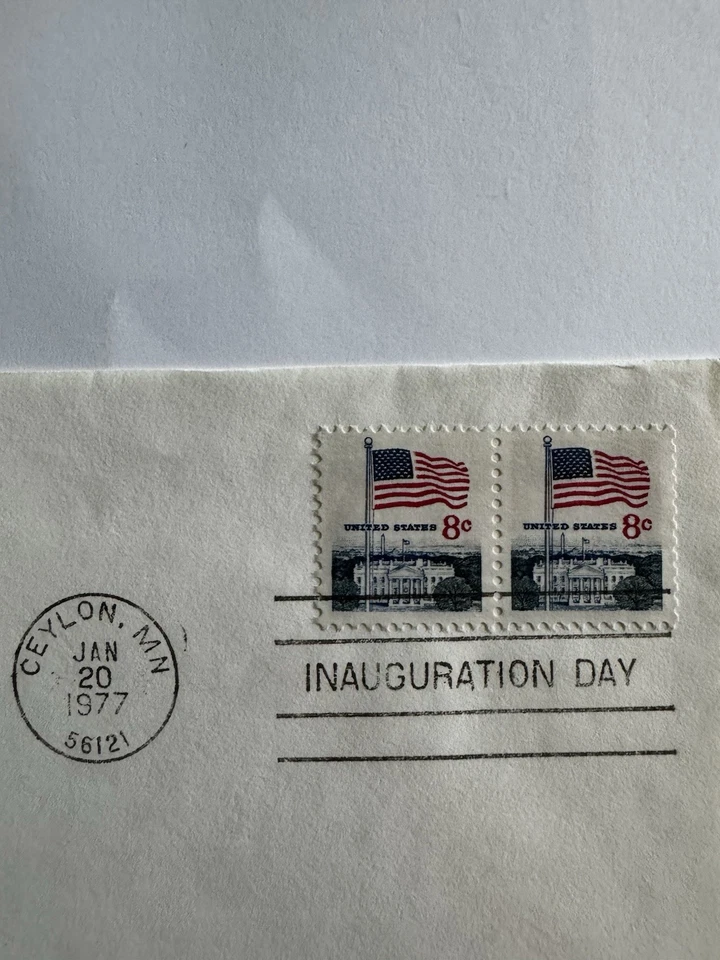 UNITED STATES 8c
UNITED STATES 8c
CEYLON, MN
JAN
20
1977
56121
INAUGURATION DAY